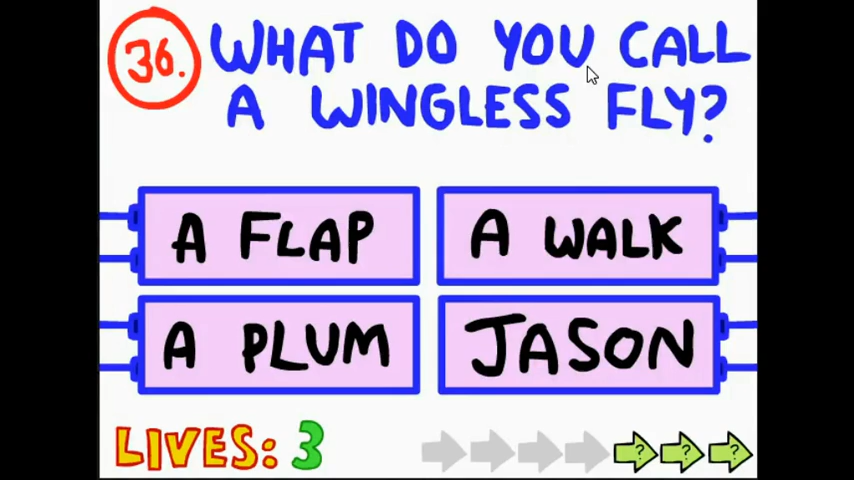 36. WHAT DO YOU CALL
A WINGLESS FLY?
A FLAP
A WALK
A PLUM
JASON
LIVES: 3
? ? ?